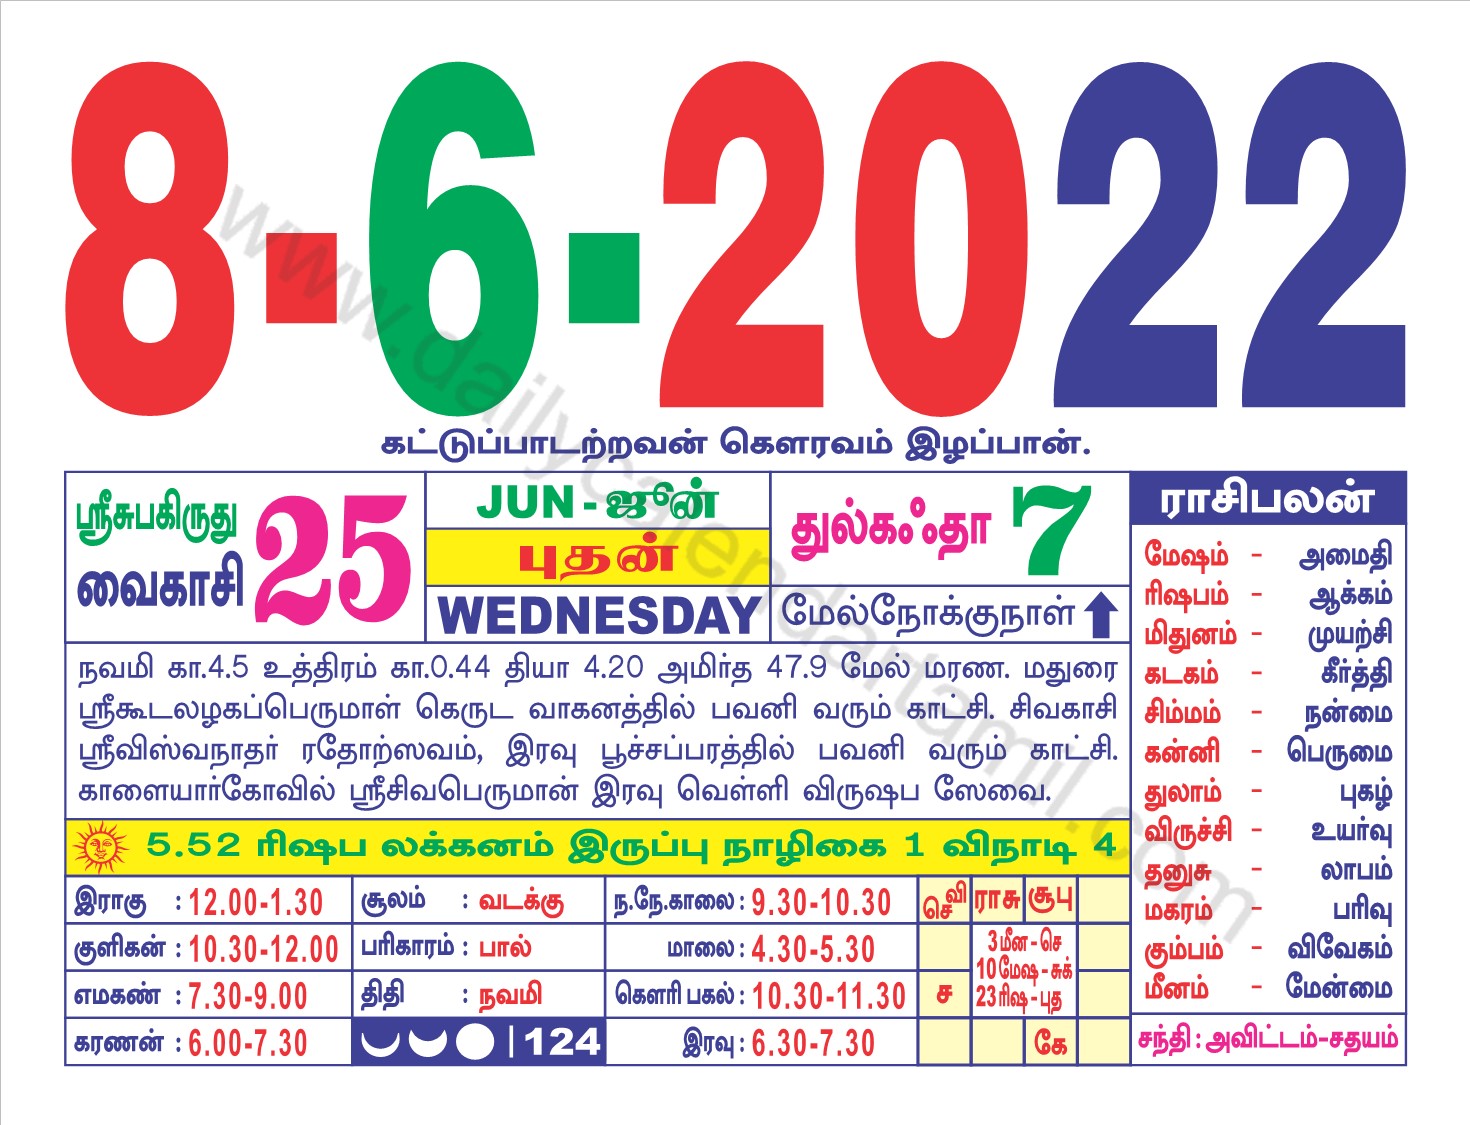 8-6-2022
கட்டுப்பாடற்றவன் கௌரவம் இழப்பான்.
ஸ்ரீசுபகிருது
வைகாசி 25
JUN - ஜூன்
புதன்
WEDNESDAY
துல்கஃதா 7
மேல்நோக்குநாள்
நவமி கா.4.5 உத்திரம் கா.0.44 தியா 4.20 அமிர்த 47.9 மேல் மரண. மதுரை
ஸ்ரீகூடலழகப்பெருமாள் கெருட வாகனத்தில் பவனி வரும் காட்சி. சிவகாசி
ஸ்ரீவிஸ்வநாதர் ரதோற்ஸவம், இரவு பூச்சப்பரத்தில் பவனி வரும் காட்சி.
காளையார்கோவில் ஸ்ரீசிவபெருமான் இரவு வெள்ளி விருஷப ஸேவை.
5.52 ரிஷப லக்கனம் இருப்பு நாழிகை 1 விநாடி 4
இராகு : 12.00-1.30
குளிகன் : 10.30-12.00
எமகண் : 7.30-9.00
கரணன் : 6.00-7.30
சூலம் : வடக்கு
பரிகாரம் : பால்
திதி : நவமி
124
ந.நே.காலை : 9.30-10.30
மாலை : 4.30-5.30
கௌரி பகல் : 10.30-11.30
இரவு : 6.30-7.30
செ வி ராசு சூபு
3 மீன - செ
10 மேஷ - சுக்
ச 23 ரிஷ - புத
கே
ராசிபலன்
மேஷம் - அமைதி
ரிஷபம் - ஆக்கம்
மிதுனம் - முயற்சி
கடகம் - கீர்த்தி
சிம்மம் - நன்மை
கன்னி - பெருமை
துலாம் - புகழ்
விருச்சி - உயர்வு
தனுசு - லாபம்
மகரம் - பரிவு
கும்பம் - விவேகம்
மீனம் - மேன்மை
சந்தி : அவிட்டம்-சதயம்
www.dailycalendartamil.com